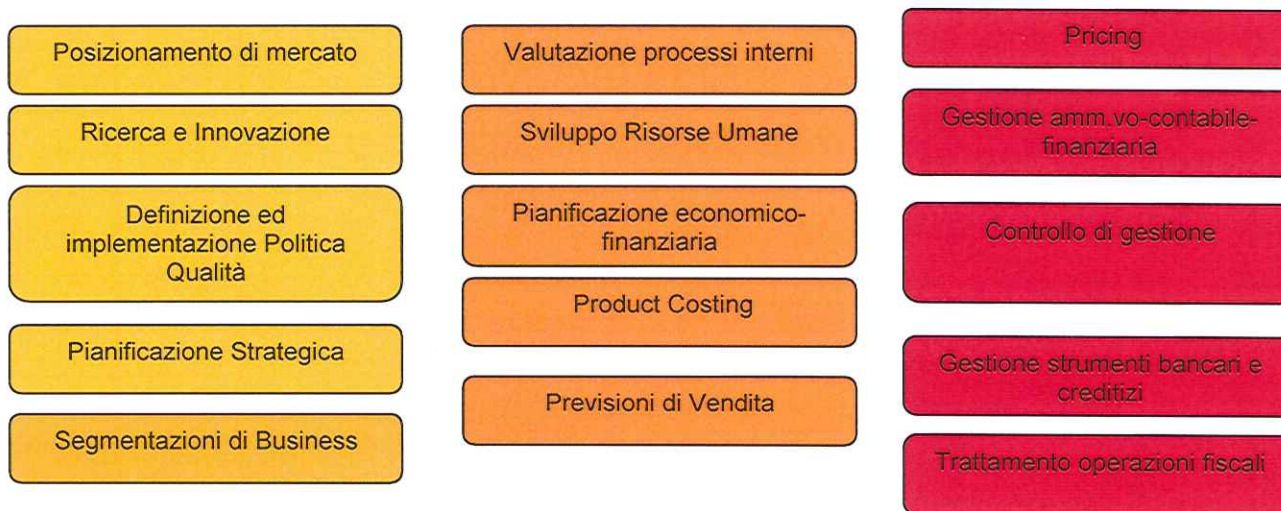 Posizionamento di mercato
Ricerca e Innovazione
Definizione ed
implementazione Politica
Qualità
Pianificazione Strategica
Segmentazioni di Business
Valutazione processi interni
Sviluppo Risorse Umane
Pianificazione economico-
finanziaria
Product Costing
Previsioni di Vendita
Pricing
Gestione amm.vo-contabile-
finanziaria
Controllo di gestione
Gestione strumenti bancari e
creditizi
Trattamento operazioni fiscali